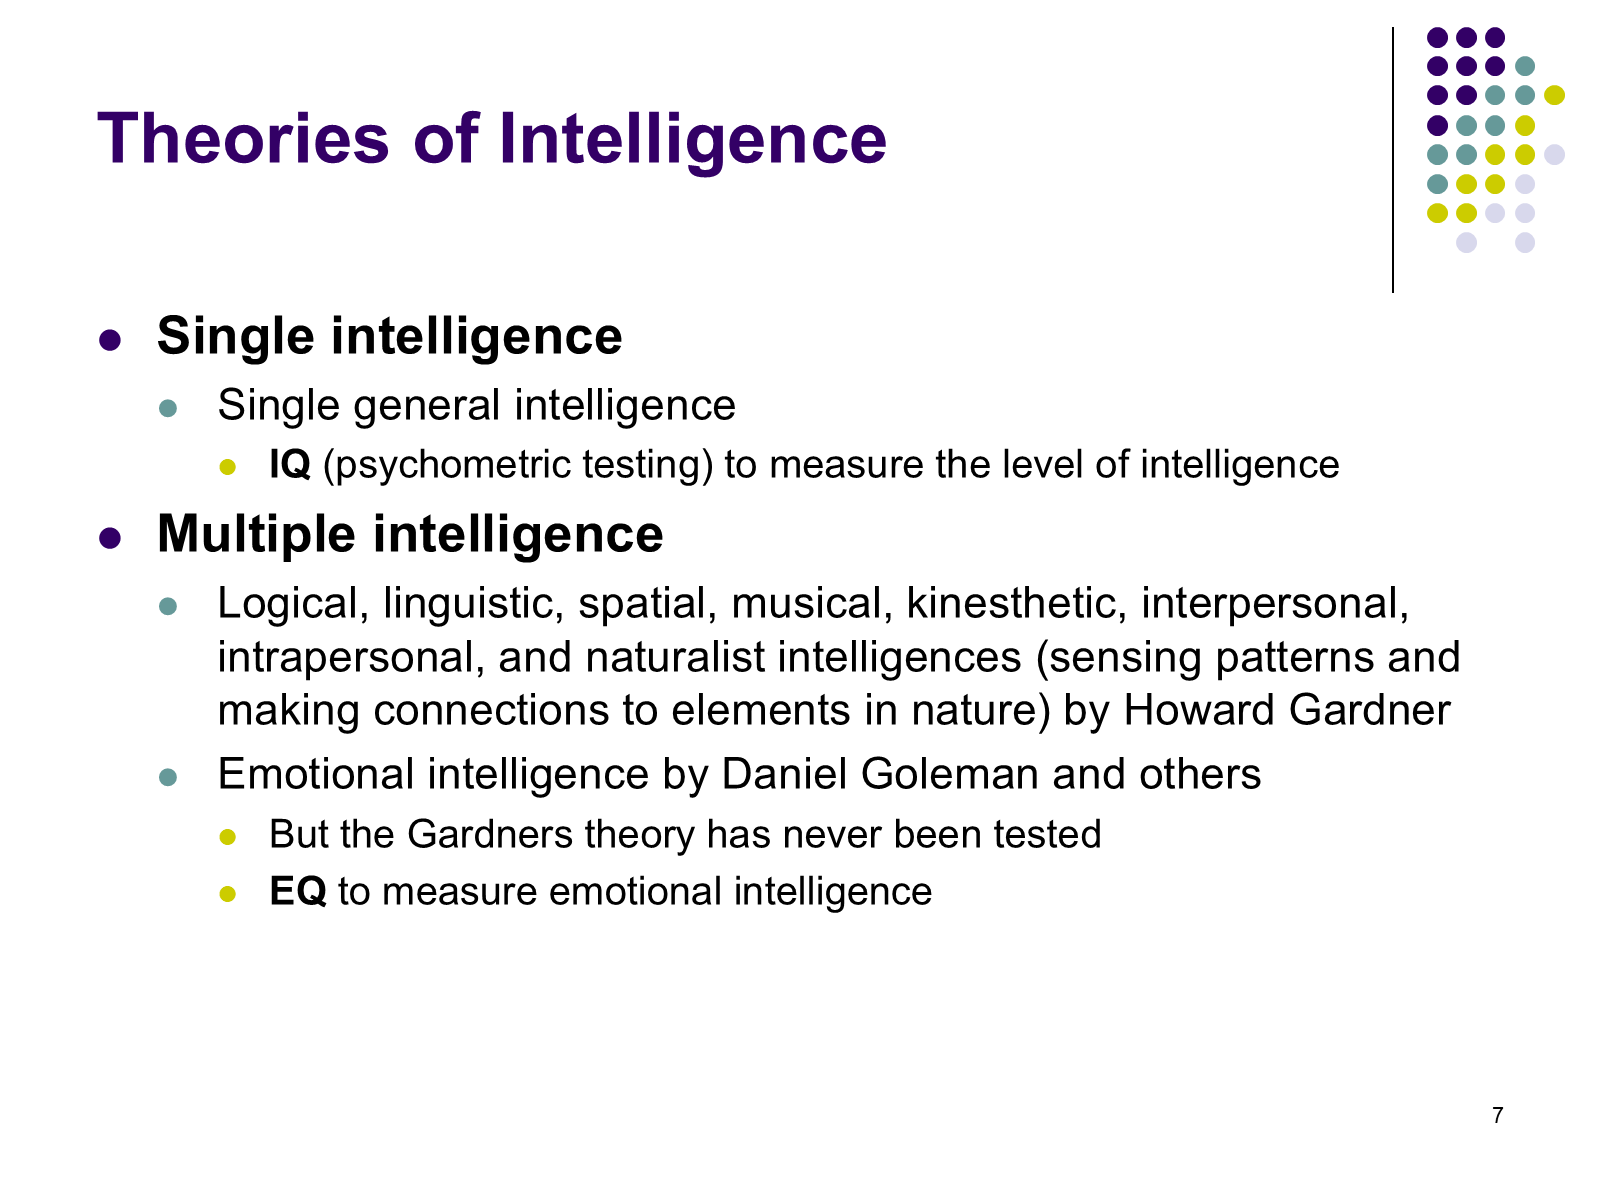 Theories of Intelligence
Single intelligence
Single general intelligence
IQ (psychometric testing) to measure the level of intelligence
Multiple intelligence
Logical, linguistic, spatial, musical, kinesthetic, interpersonal,
intrapersonal, and naturalist intelligences (sensing patterns and
making connections to elements in nature) by Howard Gardner
Emotional intelligence by Daniel Goleman and others
But the Gardners theory has never been tested
EQ to measure emotional intelligence
7